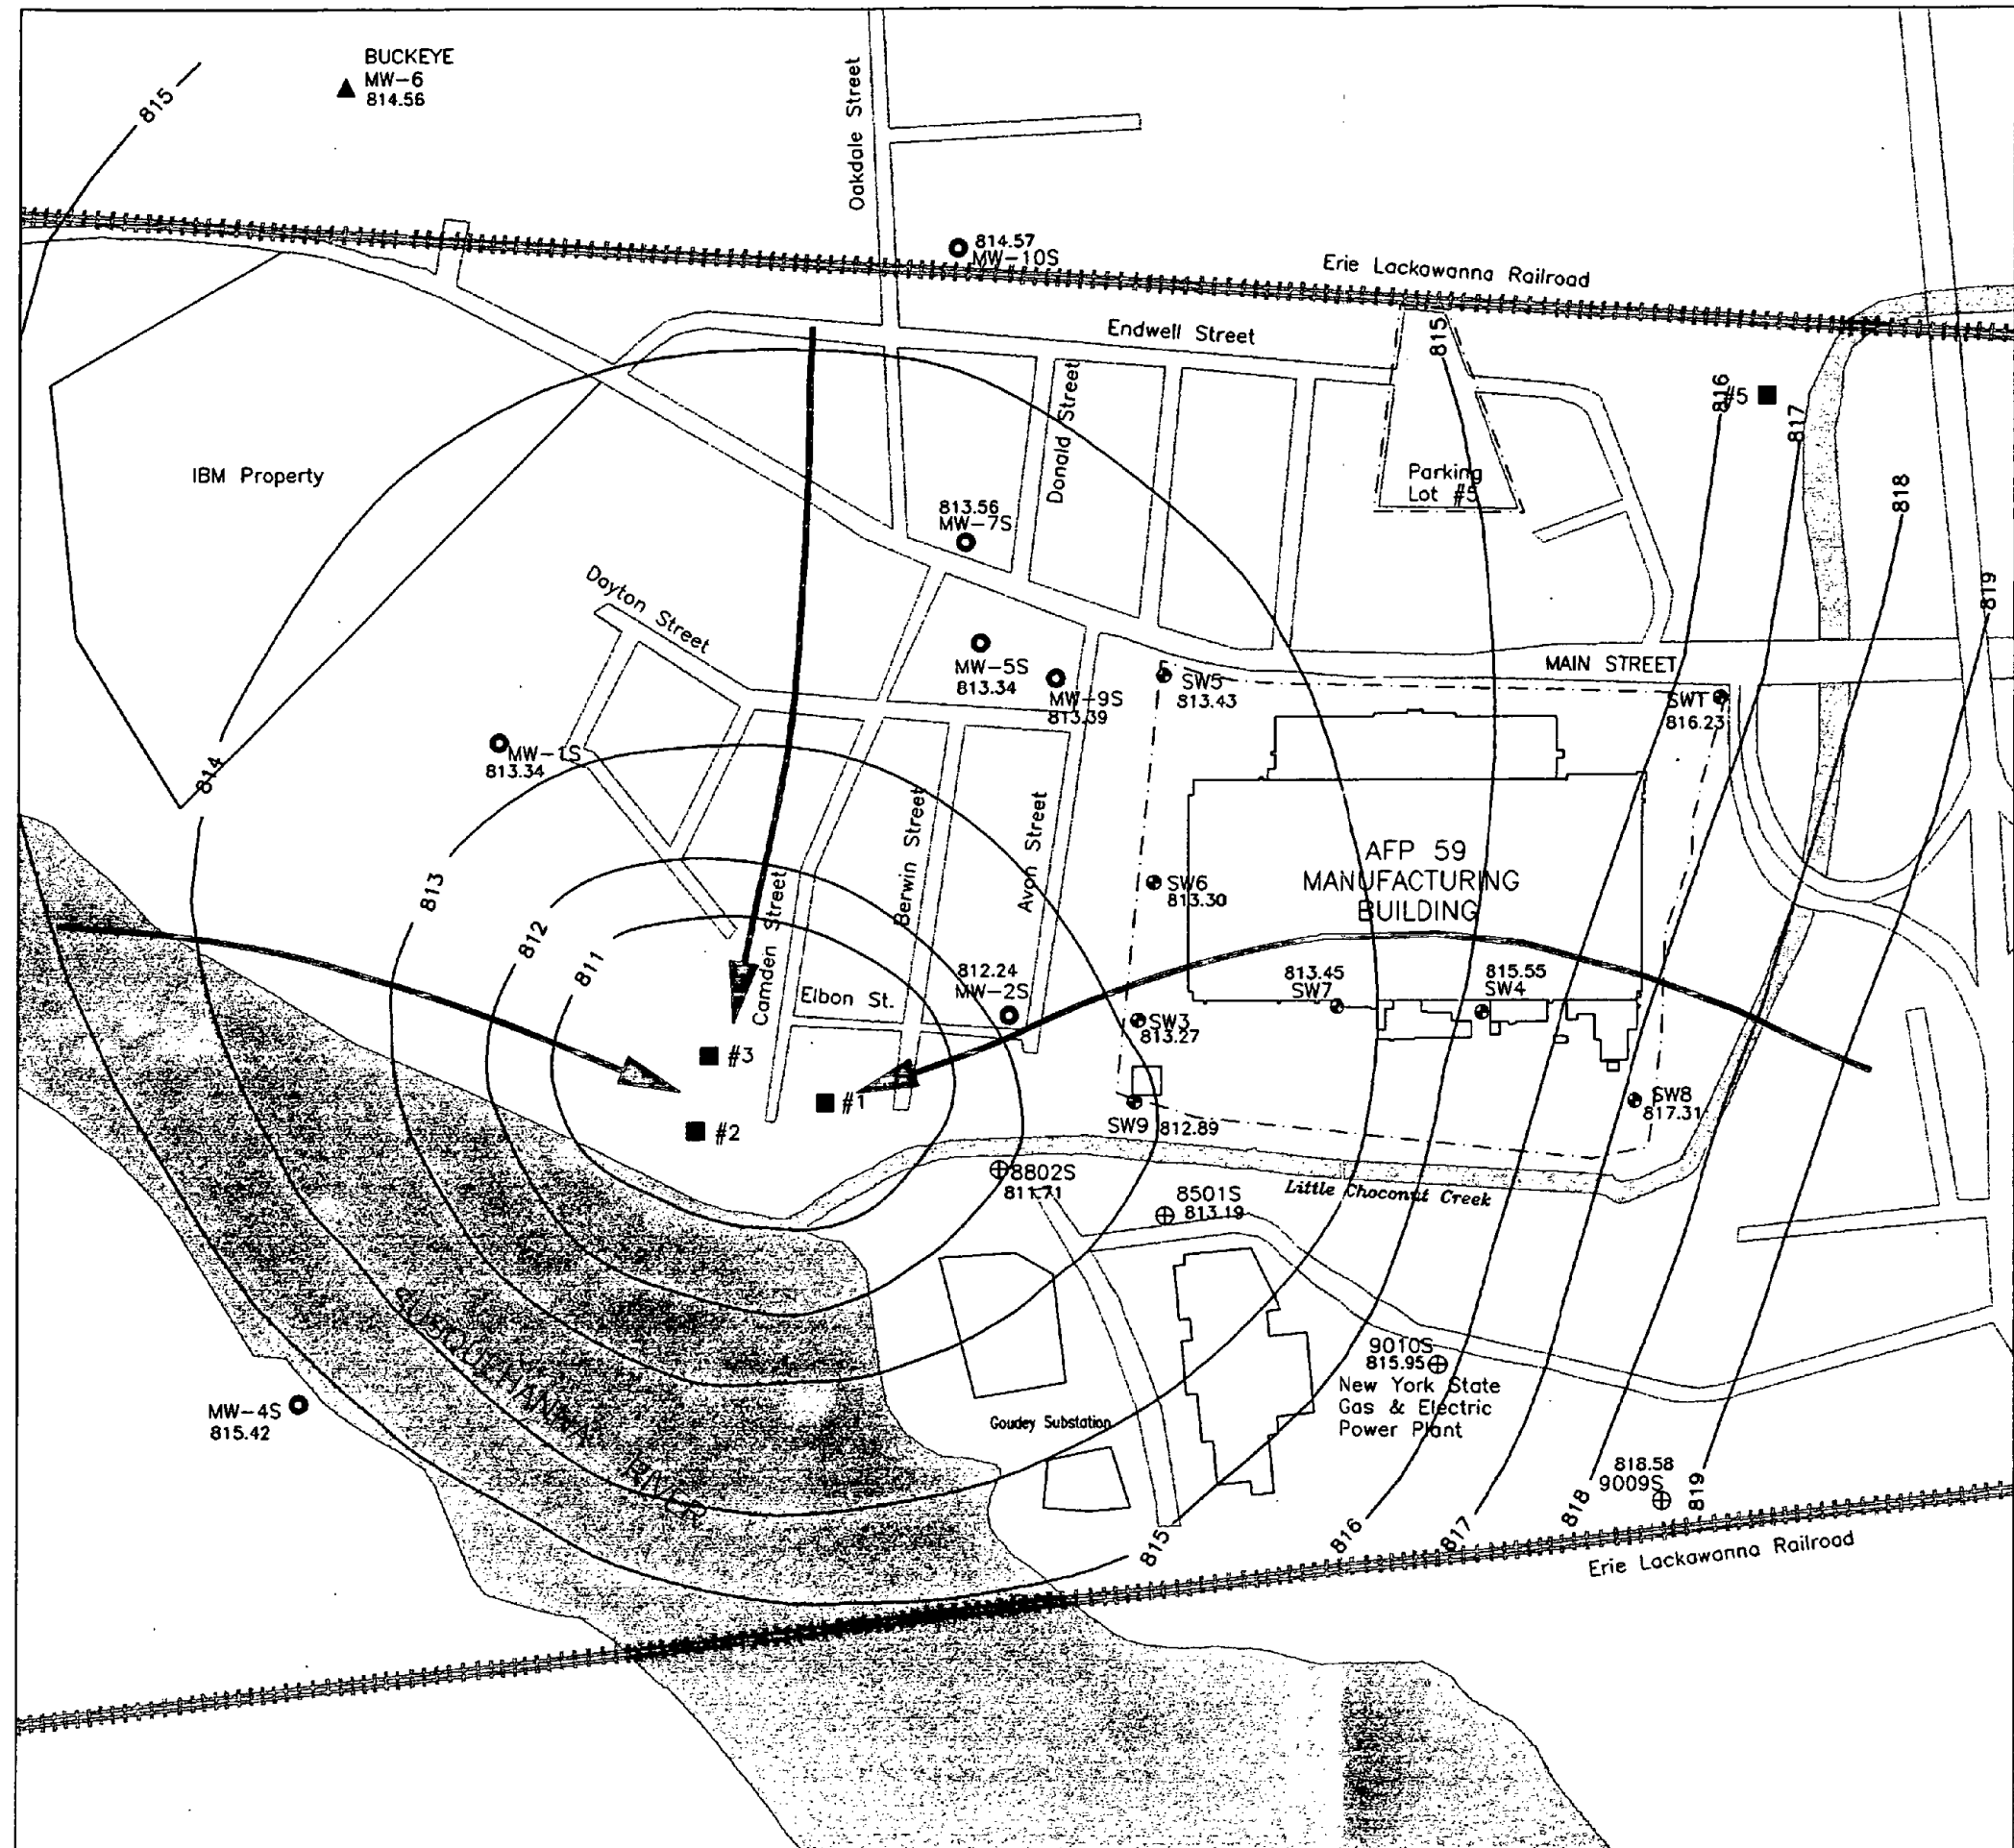 BUCKEYE
MW-6
814.56
815
Oakdale Street
814.57
MW-10S
Erie Lackawanna Railroad
Endwell Street
815
816
#5
817
Donald Street
IBM Property
Parking
Lot #5
818
813.56
MW-7S
819
Dayton Street
MW-5S
813.34
MW-9S
813.39
SW5
813.43
MAIN STREET
SW1
816.23
MW-1S
813.34
814
Berwin Street
Avon Street
AFP 59
MANUFACTURING
BUILDING
813
SW6
813.30
Camden Street
812
811
812.24
MW-2S
Elbon St.
813.45
SW7
815.55
SW4
SW3
813.27
#3
#1
#2
SW8
817.31
SW9 812.89
8802S
811.71
8501S
813.19
Little Choconut Creek
SUSQUEHANNA RIVER
9010S
815.95
New York State
Gas & Electric
Power Plant
MW-4S
815.42
Goudey Substation
818.58
9009S
815
816
817
818
819
Erie Lackawanna Railroad